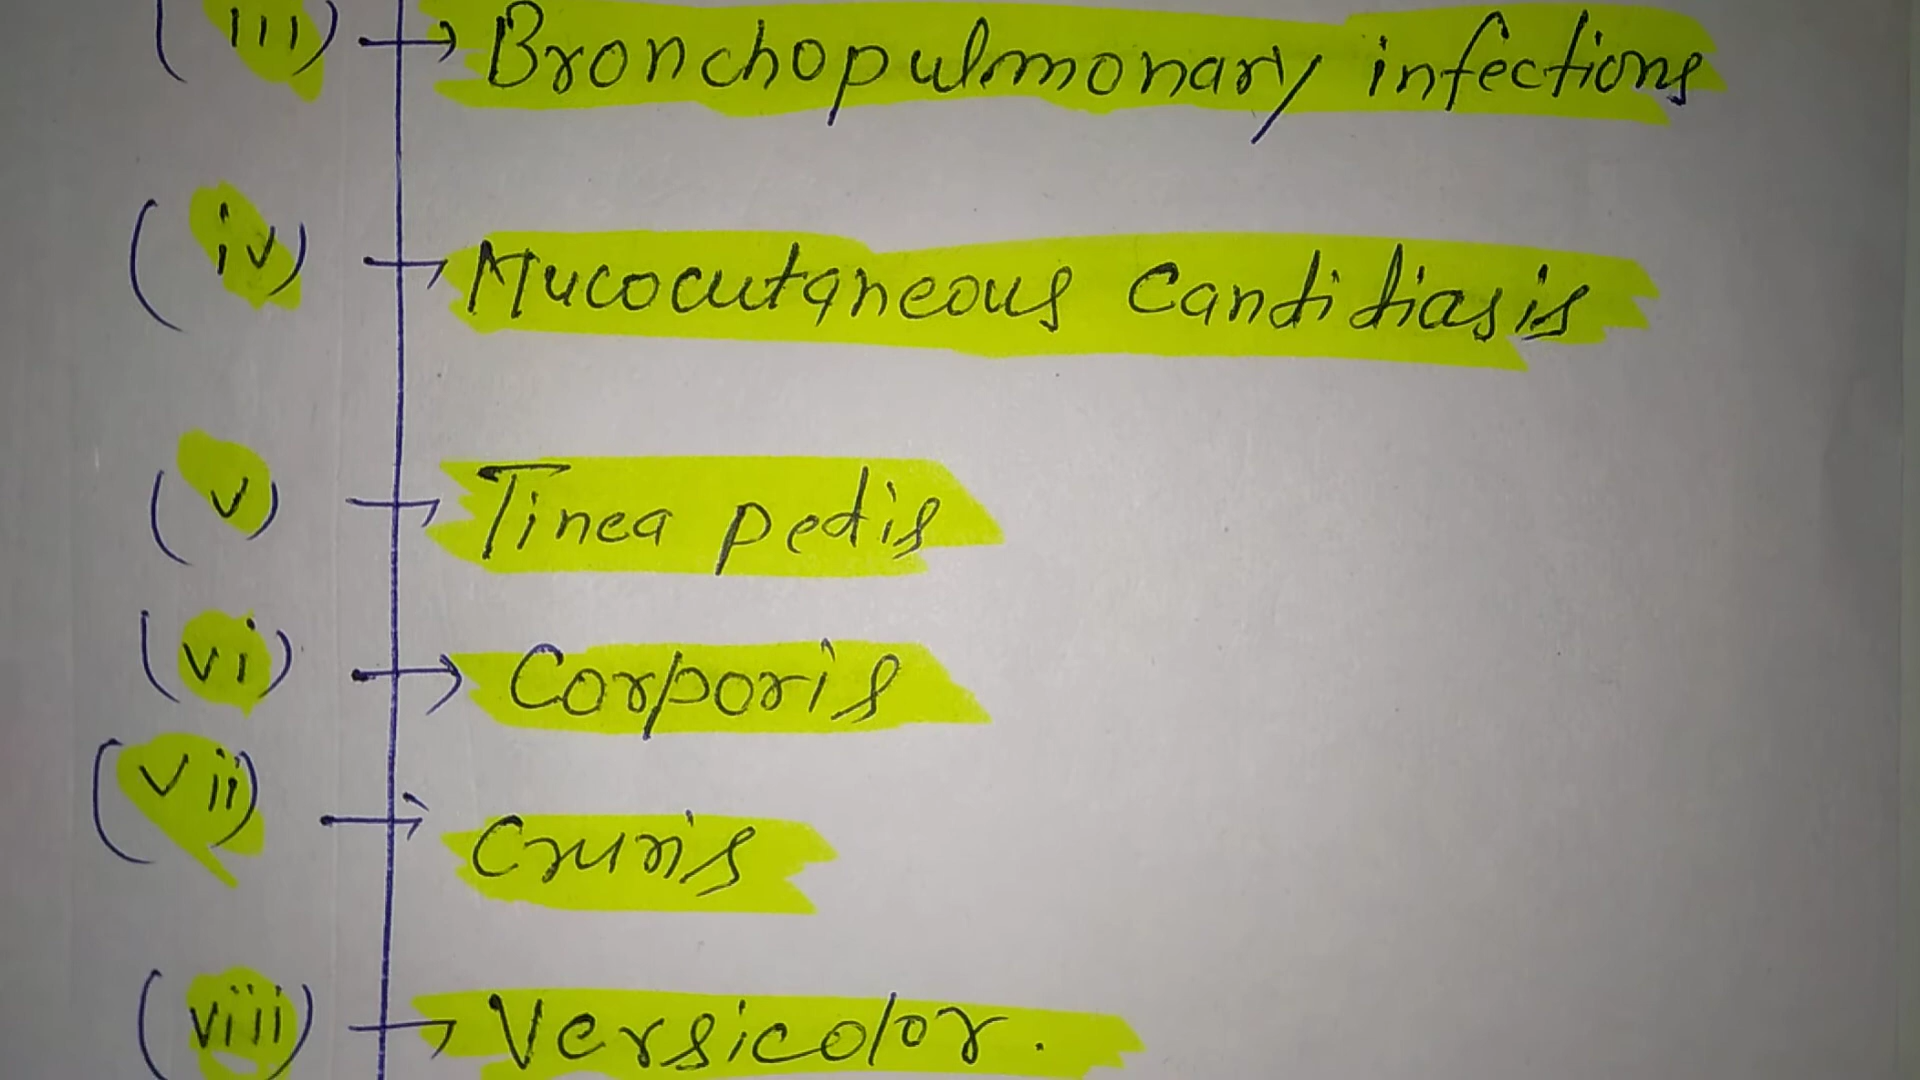 (iii) → Bronchopulmonary infections
(iv) → Mucocutaneous Candidiasis
(v) → Tinea pedis
(vi) → Corporis
(vii) → Cruris
(viii) → Versicolor.